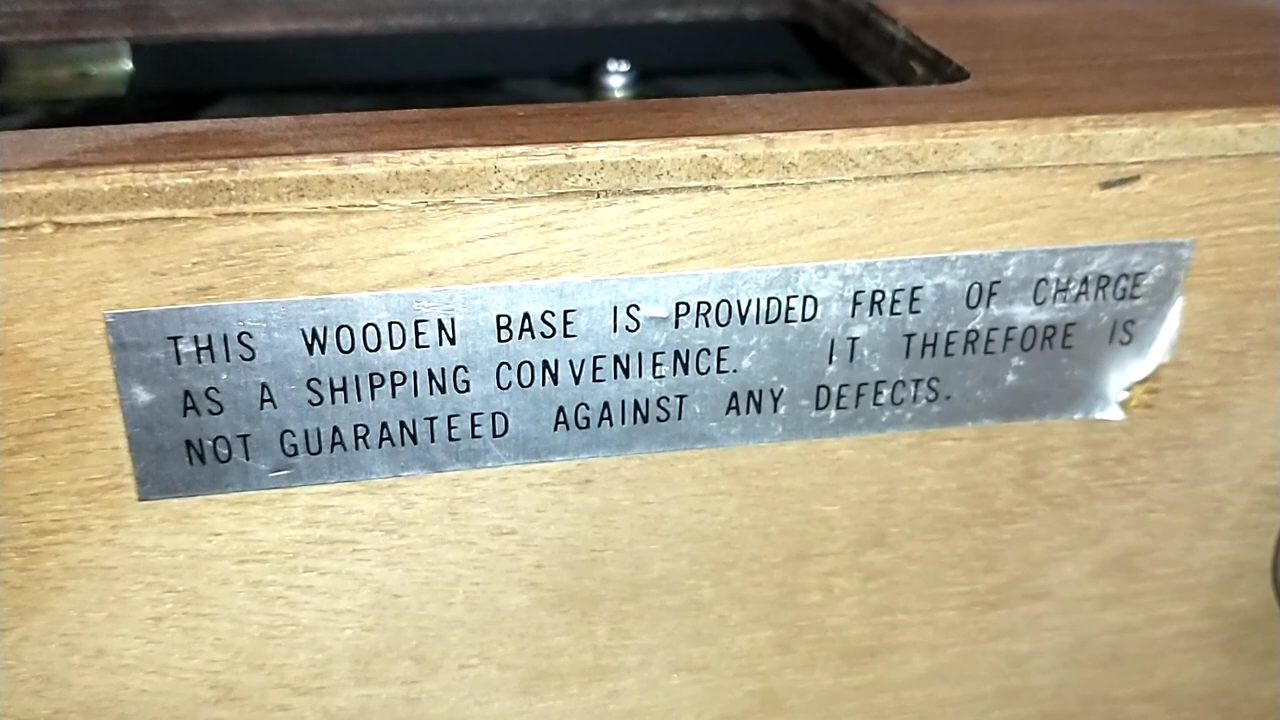 THIS WOODEN BASE IS PROVIDED FREE OF CHARGE
AS A SHIPPING CONVENIENCE. IT THEREFORE IS
NOT GUARANTEED AGAINST ANY DEFECTS.